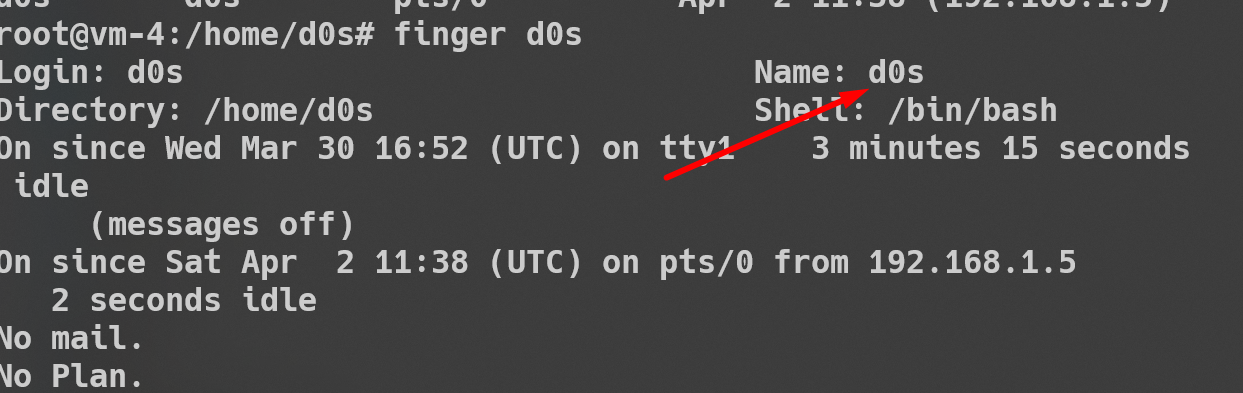 d0s d0s pts/0 Apr 2 11:38 (192.168.1.5)
root@vm-4:/home/d0s# finger d0s
Login: d0s Name: d0s
Directory: /home/d0s Shell: /bin/bash
On since Wed Mar 30 16:52 (UTC) on tty1 3 minutes 15 seconds
idle
(messages off)
On since Sat Apr 2 11:38 (UTC) on pts/0 from 192.168.1.5
2 seconds idle
No mail.
No Plan.